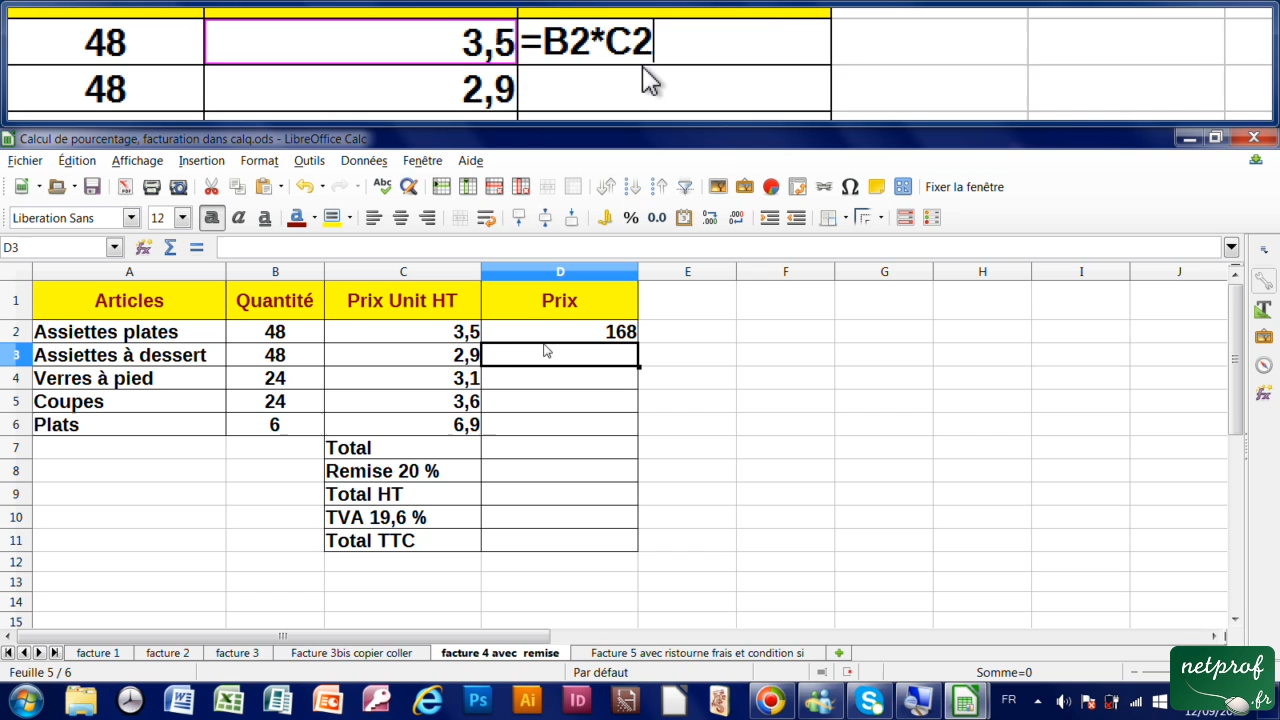 48 3,5 =B2*C2
48 2,9
Calcul de pourcentage, facturation dans calq.ods - LibreOffice Calc
Fichier Édition Affichage Insertion Format Outils Données Fenêtre Aide
Fixer la fenêtre
Liberation Sans 12
D3
A B C D E F G H I J
1 Articles Quantité Prix Unit HT Prix
2 Assiettes plates 48 3,5 168
3 Assiettes à dessert 48 2,9
4 Verres à pied 24 3,1
5 Coupes 24 3,6
6 Plats 6 6,9
7 Total
8 Remise 20 %
9 Total HT
10 TVA 19,6 %
11 Total TTC
12
13
14
15
facture 1 facture 2 facture 3 Facture 3bis copier coller facture 4 avec remise Facture 5 avec ristourne frais et condition si
Feuille 5 / 6 Par défaut Somme=0
netprof
.fr
Ps Ai Id FR